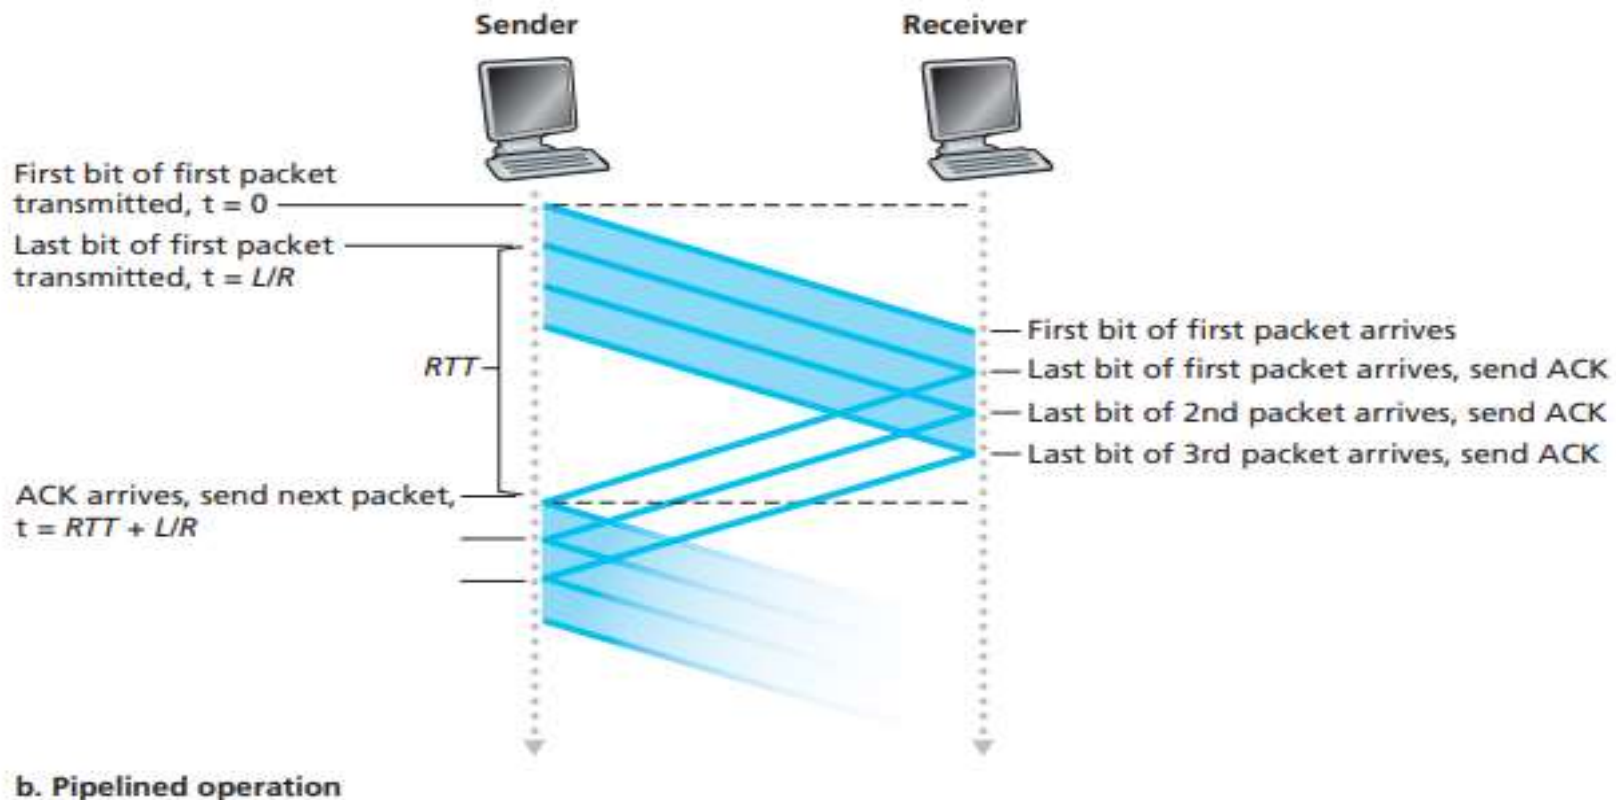 Sender
Receiver
First bit of first packet
transmitted, t = 0
Last bit of first packet
transmitted, t = L/R
First bit of first packet arrives
RTT
Last bit of first packet arrives, send ACK
Last bit of 2nd packet arrives, send ACK
Last bit of 3rd packet arrives, send ACK
ACK arrives, send next packet,
t = RTT + L/R
b. Pipelined operation